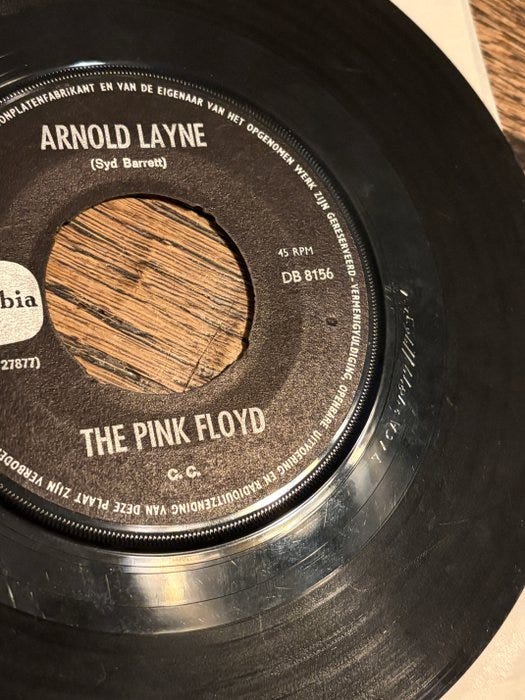 ONPLATENFABRIKANT EN VAN DE EIGENAAR VAN HET OPGENOMEN WERK ZIJN GERESERVEERD—VERMENIGVULDIGING OPENBARE UITVOERING EN RADIOUITZENDING VAN DEZE PLAAT ZIJN VERBODE
ARNOLD LAYNE
(Syd Barrett)
45 RPM
DB 8156
bia
27877)
THE PINK FLOYD
C. C.